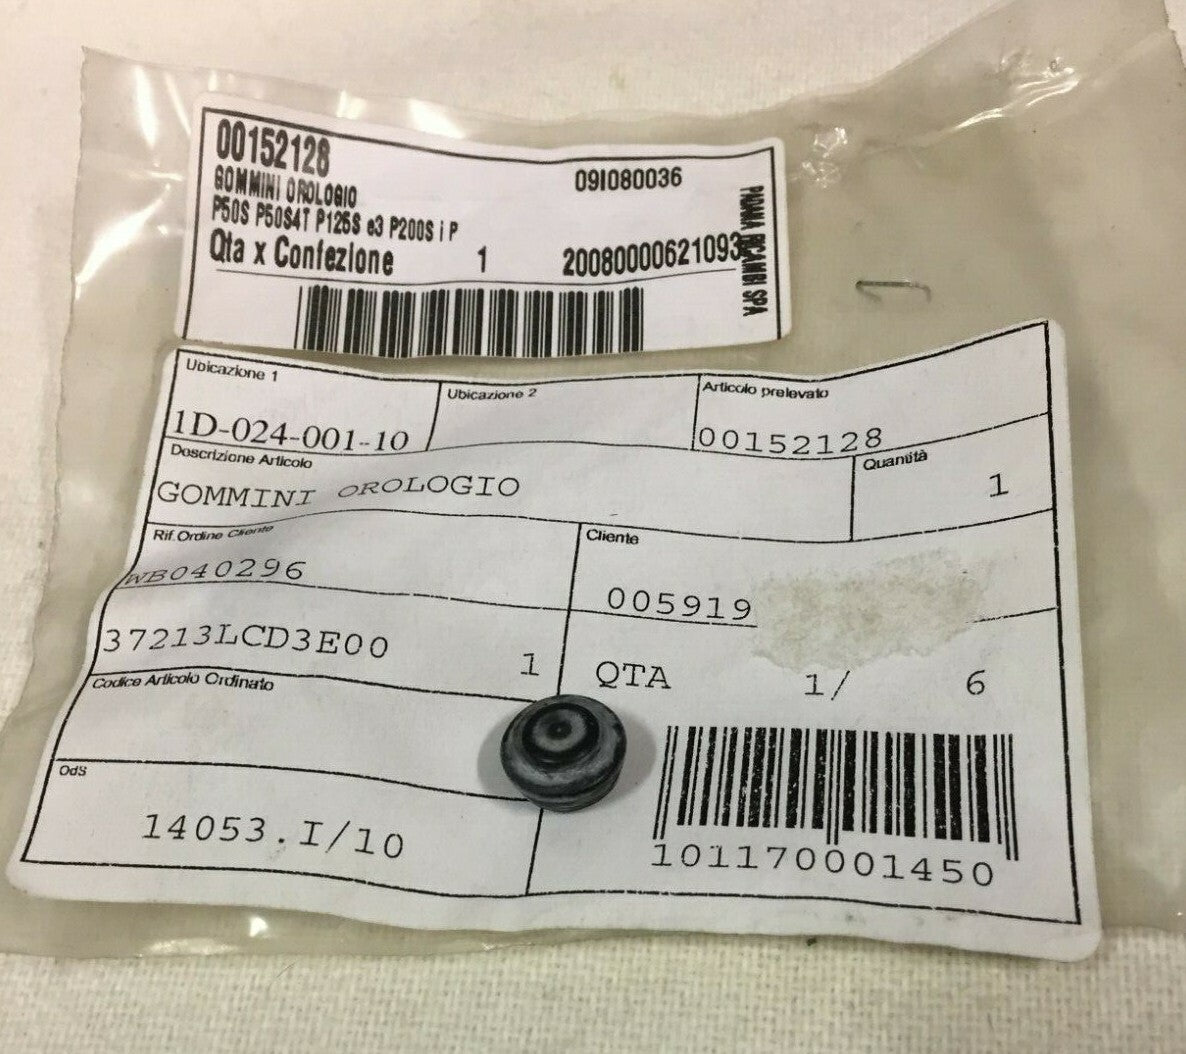 00152128
GOMMINI OROLOGIO
09I080036
P50S P50S4T P125S e3 P200S i P
Qta x Confezione 1 20080000621093
PADANA RICAMBI SPA
Ubicazione 1
Ubicazione 2
Articolo prelevato
1D-024-001-10
00152128
Descrizione Articolo
Quantità
GOMMINI OROLOGIO
1
Rif.Ordine Cliente
Cliente
WB040296
005919
37213LCD3E00 1
QTA 1/ 6
Codice Articolo Ordinato
OdS
14053.I/10
101170001450